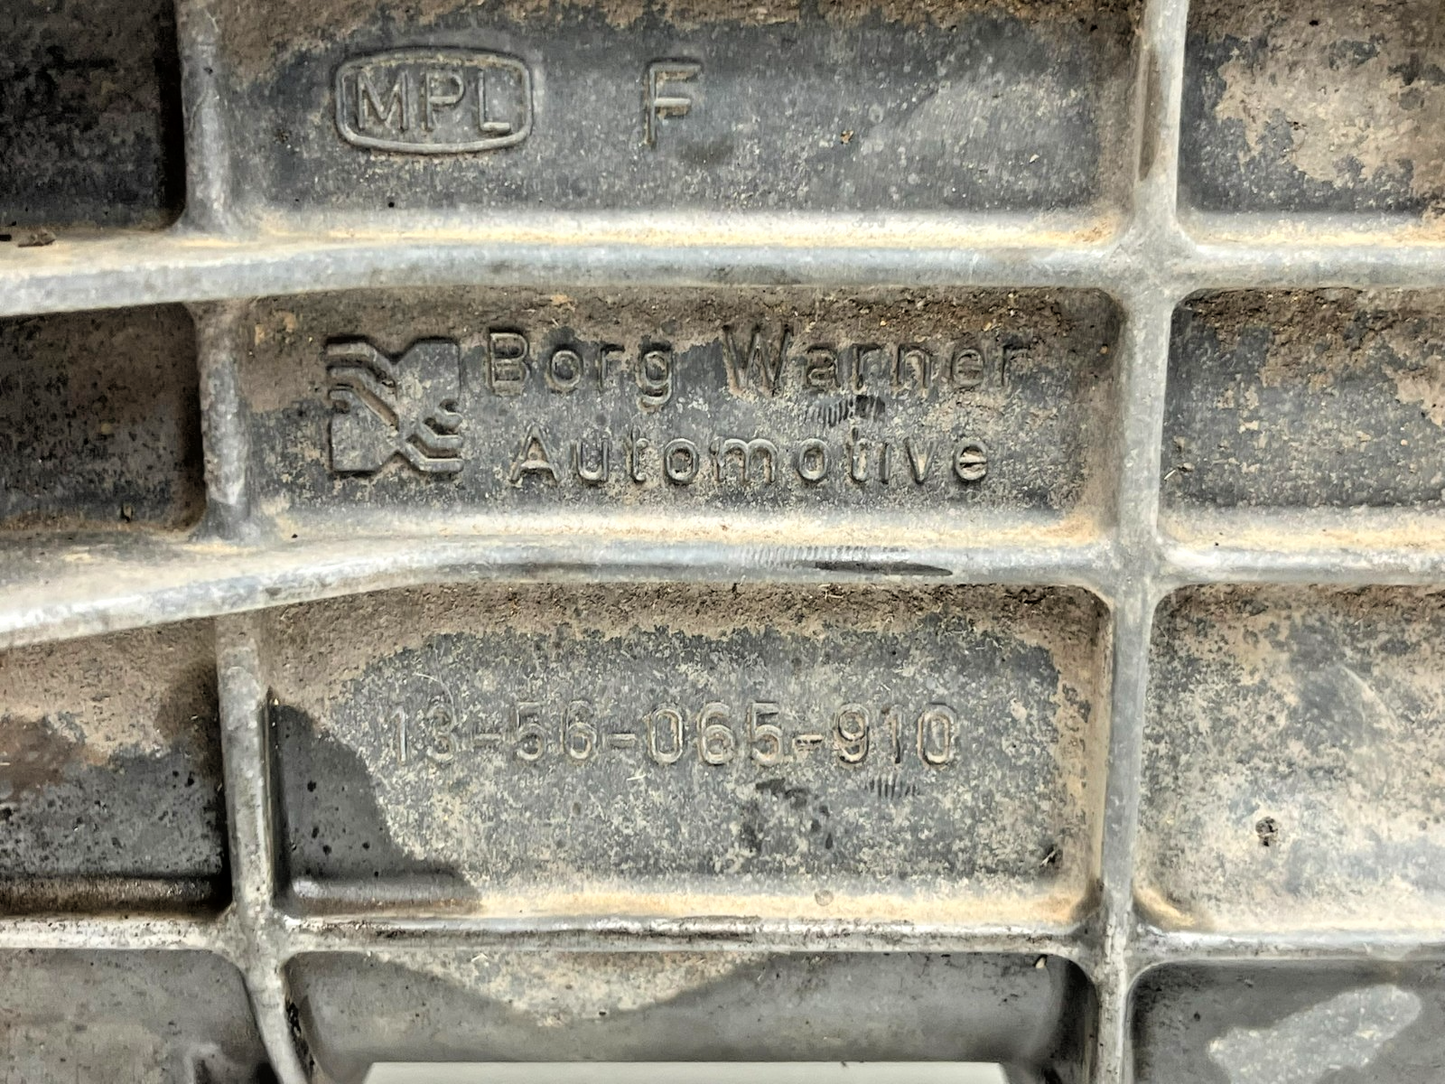 MPL F
Borg Warner
Automotive
13-56-065-910